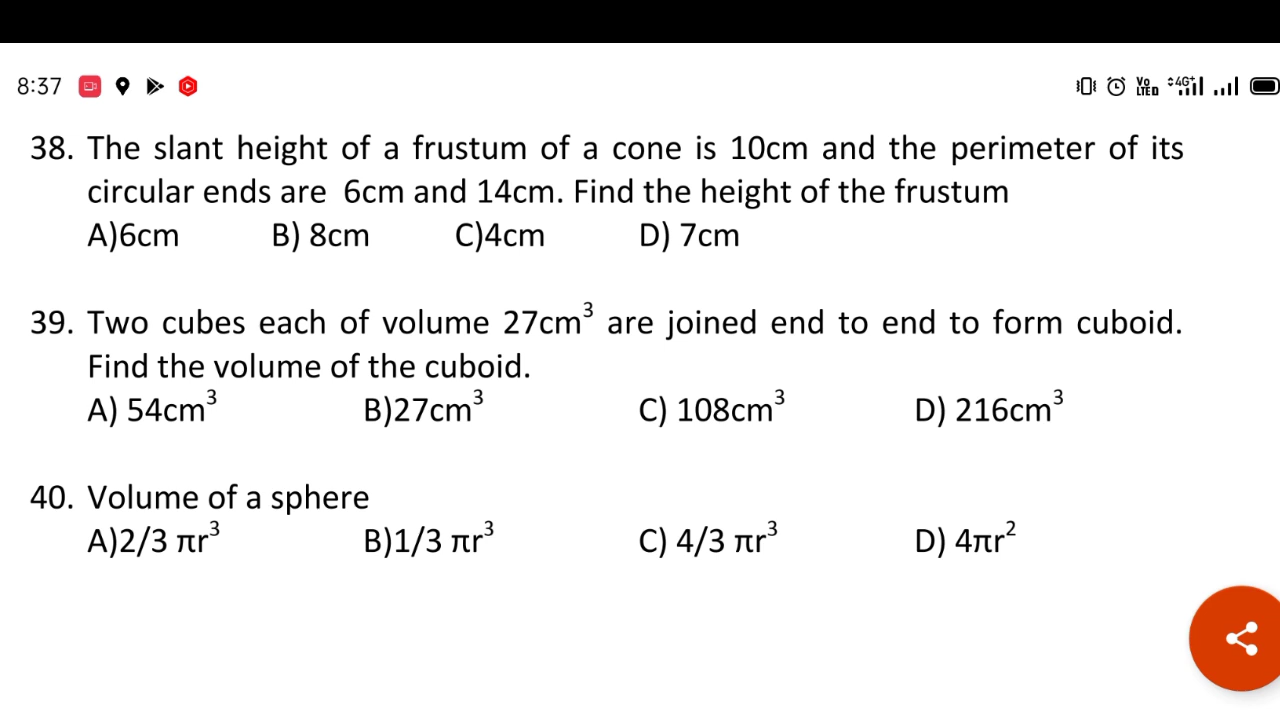 8:37
Vo LTE 4G+
38. The slant height of a frustum of a cone is 10cm and the perimeter of its
circular ends are 6cm and 14cm. Find the height of the frustum
A)6cm B) 8cm C)4cm D) 7cm
39. Two cubes each of volume 27cm³ are joined end to end to form cuboid.
Find the volume of the cuboid.
A) 54cm³ B)27cm³ C) 108cm³ D) 216cm³
40. Volume of a sphere
A)2/3 πr³ B)1/3 πr³ C) 4/3 πr³ D) 4πr²